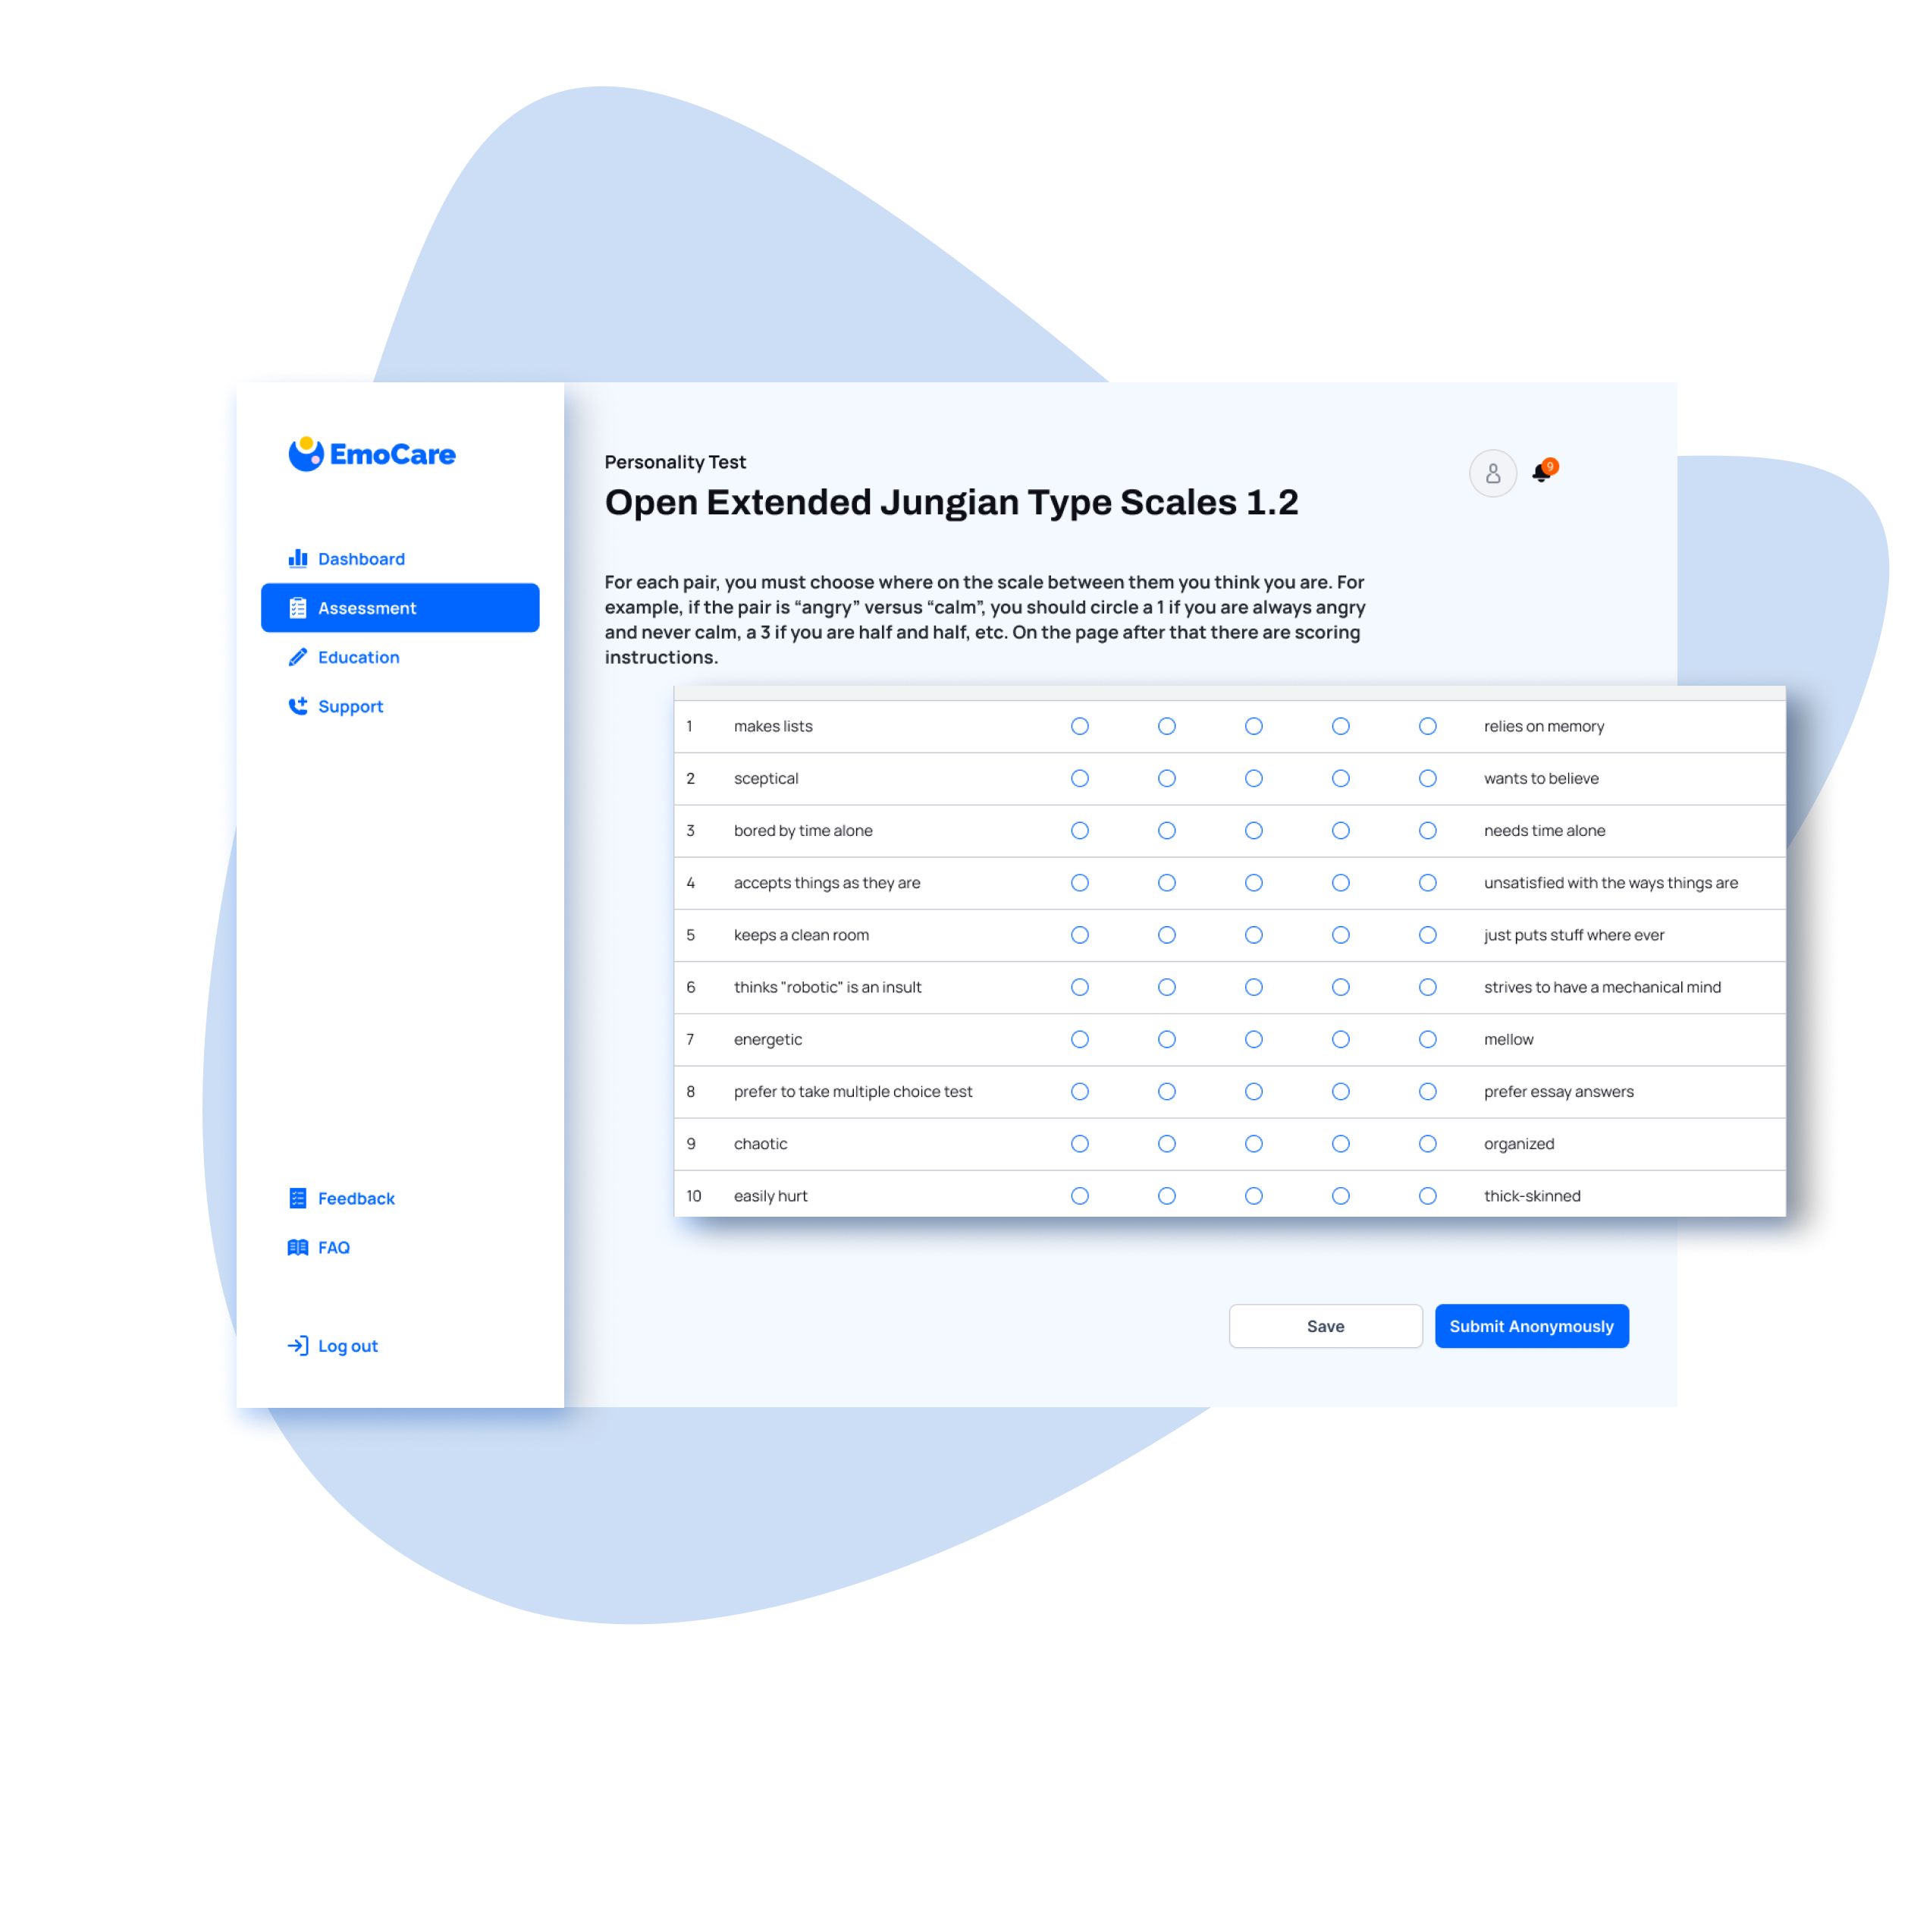 EmoCare
Dashboard
Assessment
Education
Support
Feedback
FAQ
Log out
Personality Test
Open Extended Jungian Type Scales 1.2
9
For each pair, you must choose where on the scale between them you think you are. For
example, if the pair is “angry” versus “calm”, you should circle a 1 if you are always angry
and never calm, a 3 if you are half and half, etc. On the page after that there are scoring
instructions.
1 makes lists relies on memory
2 sceptical wants to believe
3 bored by time alone needs time alone
4 accepts things as they are unsatisfied with the ways things are
5 keeps a clean room just puts stuff where ever
6 thinks "robotic" is an insult strives to have a mechanical mind
7 energetic mellow
8 prefer to take multiple choice test prefer essay answers
9 chaotic organized
10 easily hurt thick-skinned
Save Submit Anonymously